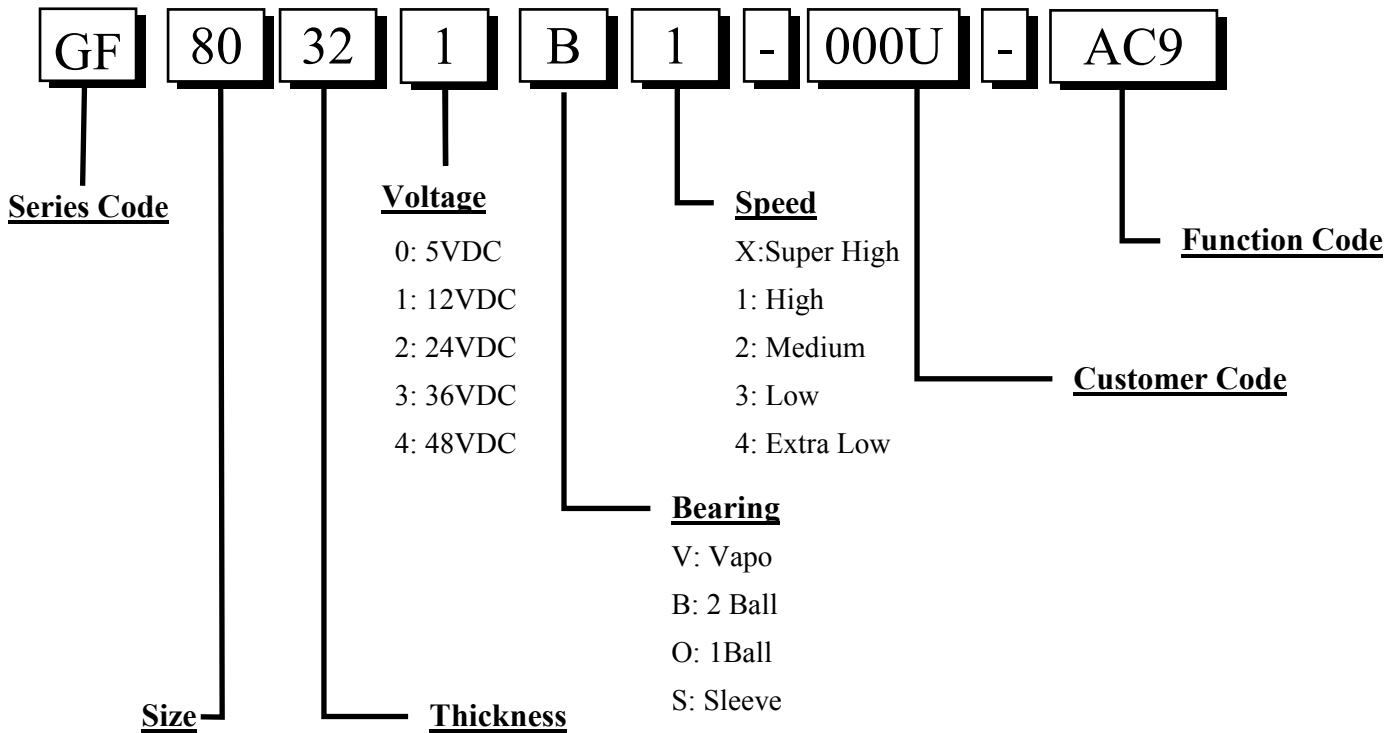 GF 80 32 1 B 1 - 000U - AC9
Series Code
Voltage
0: 5VDC
1: 12VDC
2: 24VDC
3: 36VDC
4: 48VDC
Speed
X:Super High
1: High
2: Medium
3: Low
4: Extra Low
Function Code
Customer Code
Bearing
V: Vapo
B: 2 Ball
O: 1Ball
S: Sleeve
Size
Thickness